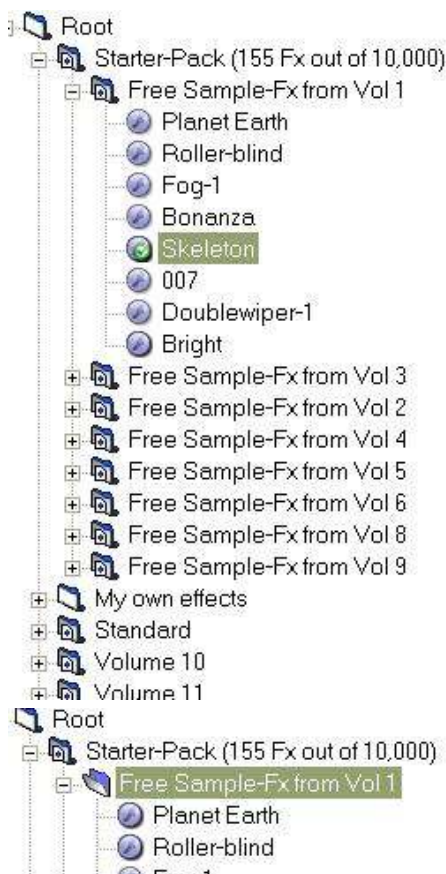 Root
Starter-Pack (155 Fx out of 10,000)
Free Sample-Fx from Vol 1
Planet Earth
Roller-blind
Fog-1
Bonanza
Skeleton
007
Doublewiper-1
Bright
Free Sample-Fx from Vol 3
Free Sample-Fx from Vol 2
Free Sample-Fx from Vol 4
Free Sample-Fx from Vol 5
Free Sample-Fx from Vol 6
Free Sample-Fx from Vol 8
Free Sample-Fx from Vol 9
My own effects
Standard
Volume 10
Volume 11
Root
Starter-Pack (155 Fx out of 10,000)
Free Sample-Fx from Vol 1
Planet Earth
Roller-blind